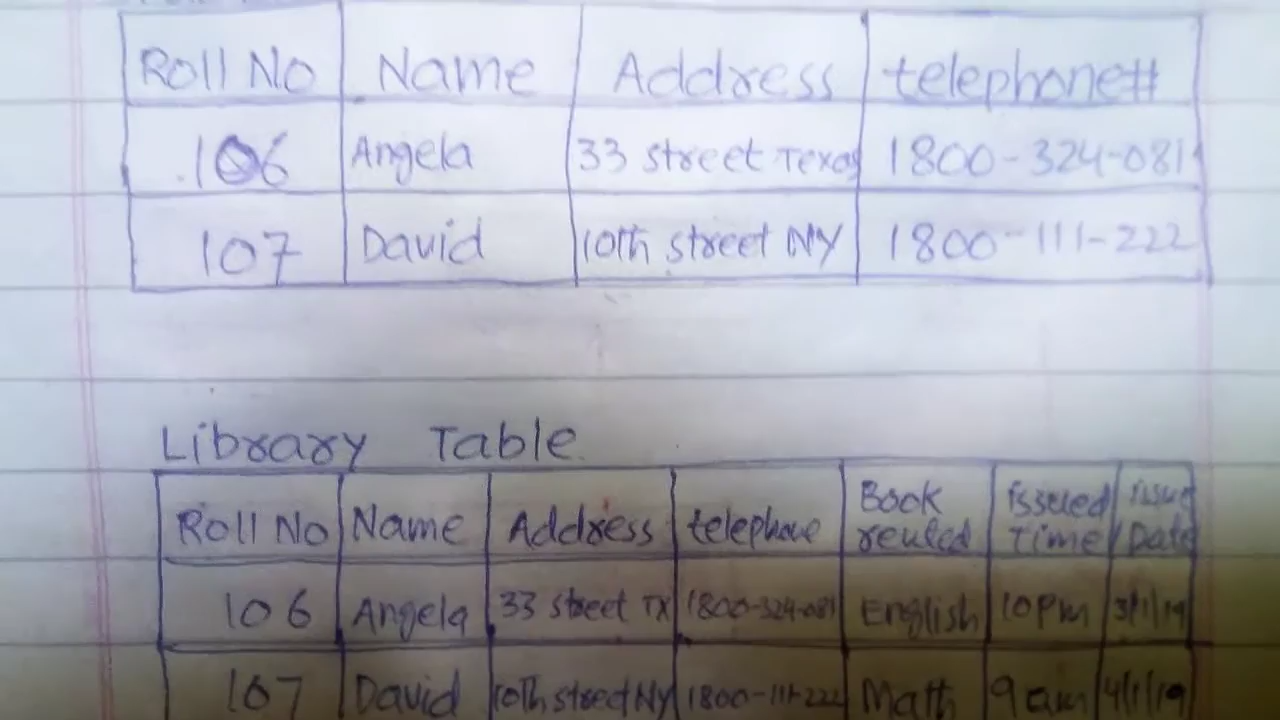 Roll No Name Address telephone#
106 Angela 33 street Texas 1800-324-081
107 David 10th street NY 1800-111-222
Library Table
Roll No Name Address telephone Book rented issued Time issue Date
106 Angela 33 street TX 1800-324-081 English 10pm 3/1/19
107 David 10th street NY 1800-111-222 Math 9am 4/1/19